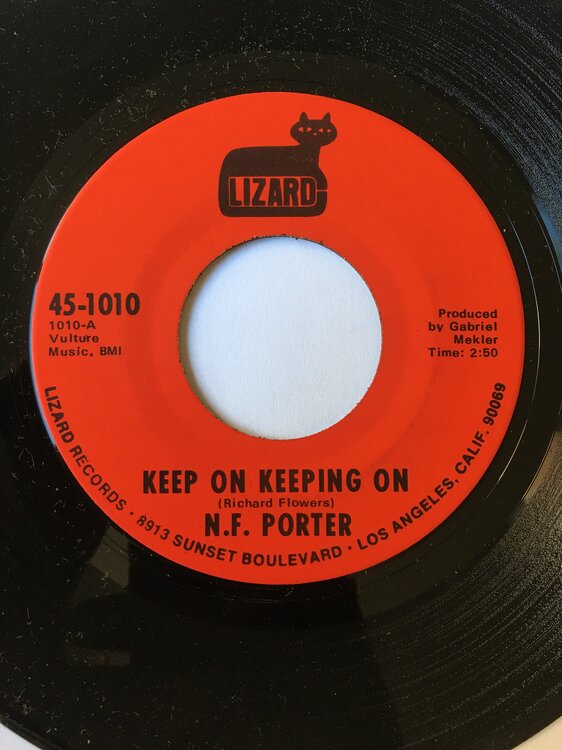 LIZARD
45-1010
1010-A
Vulture
Music, BMI
Produced
by Gabriel
Mekler
Time: 2:50
KEEP ON KEEPING ON
(Richard Flowers)
N.F. PORTER
LIZARD RECORDS • 8913 SUNSET BOULEVARD • LOS ANGELES, CALIF. 90069